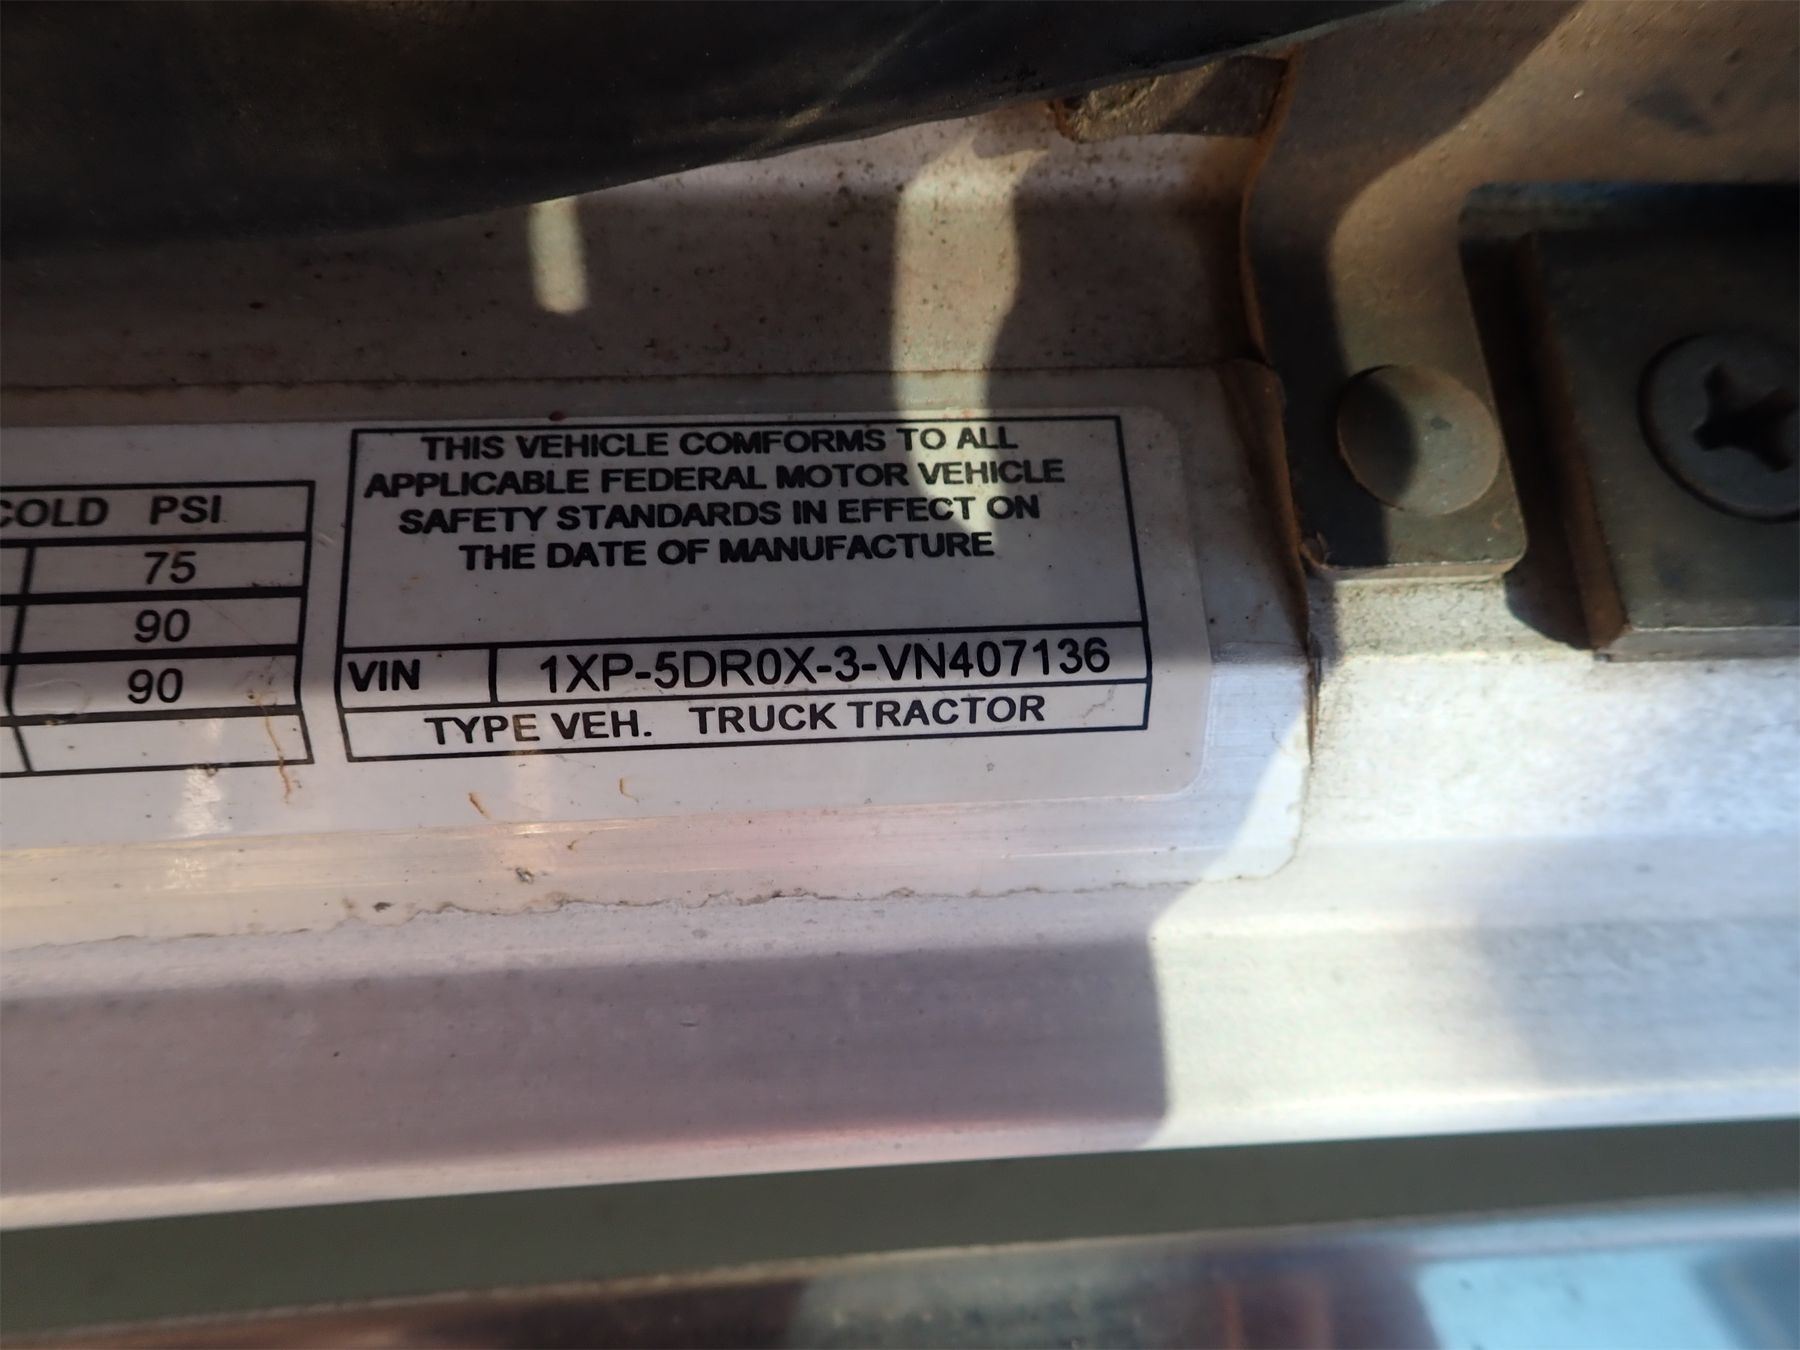 COLD PSI
75
90
90
THIS VEHICLE COMFORMS TO ALL
APPLICABLE FEDERAL MOTOR VEHICLE
SAFETY STANDARDS IN EFFECT ON
THE DATE OF MANUFACTURE
VIN 1XP-5DR0X-3-VN407136
TYPE VEH. TRUCK TRACTOR